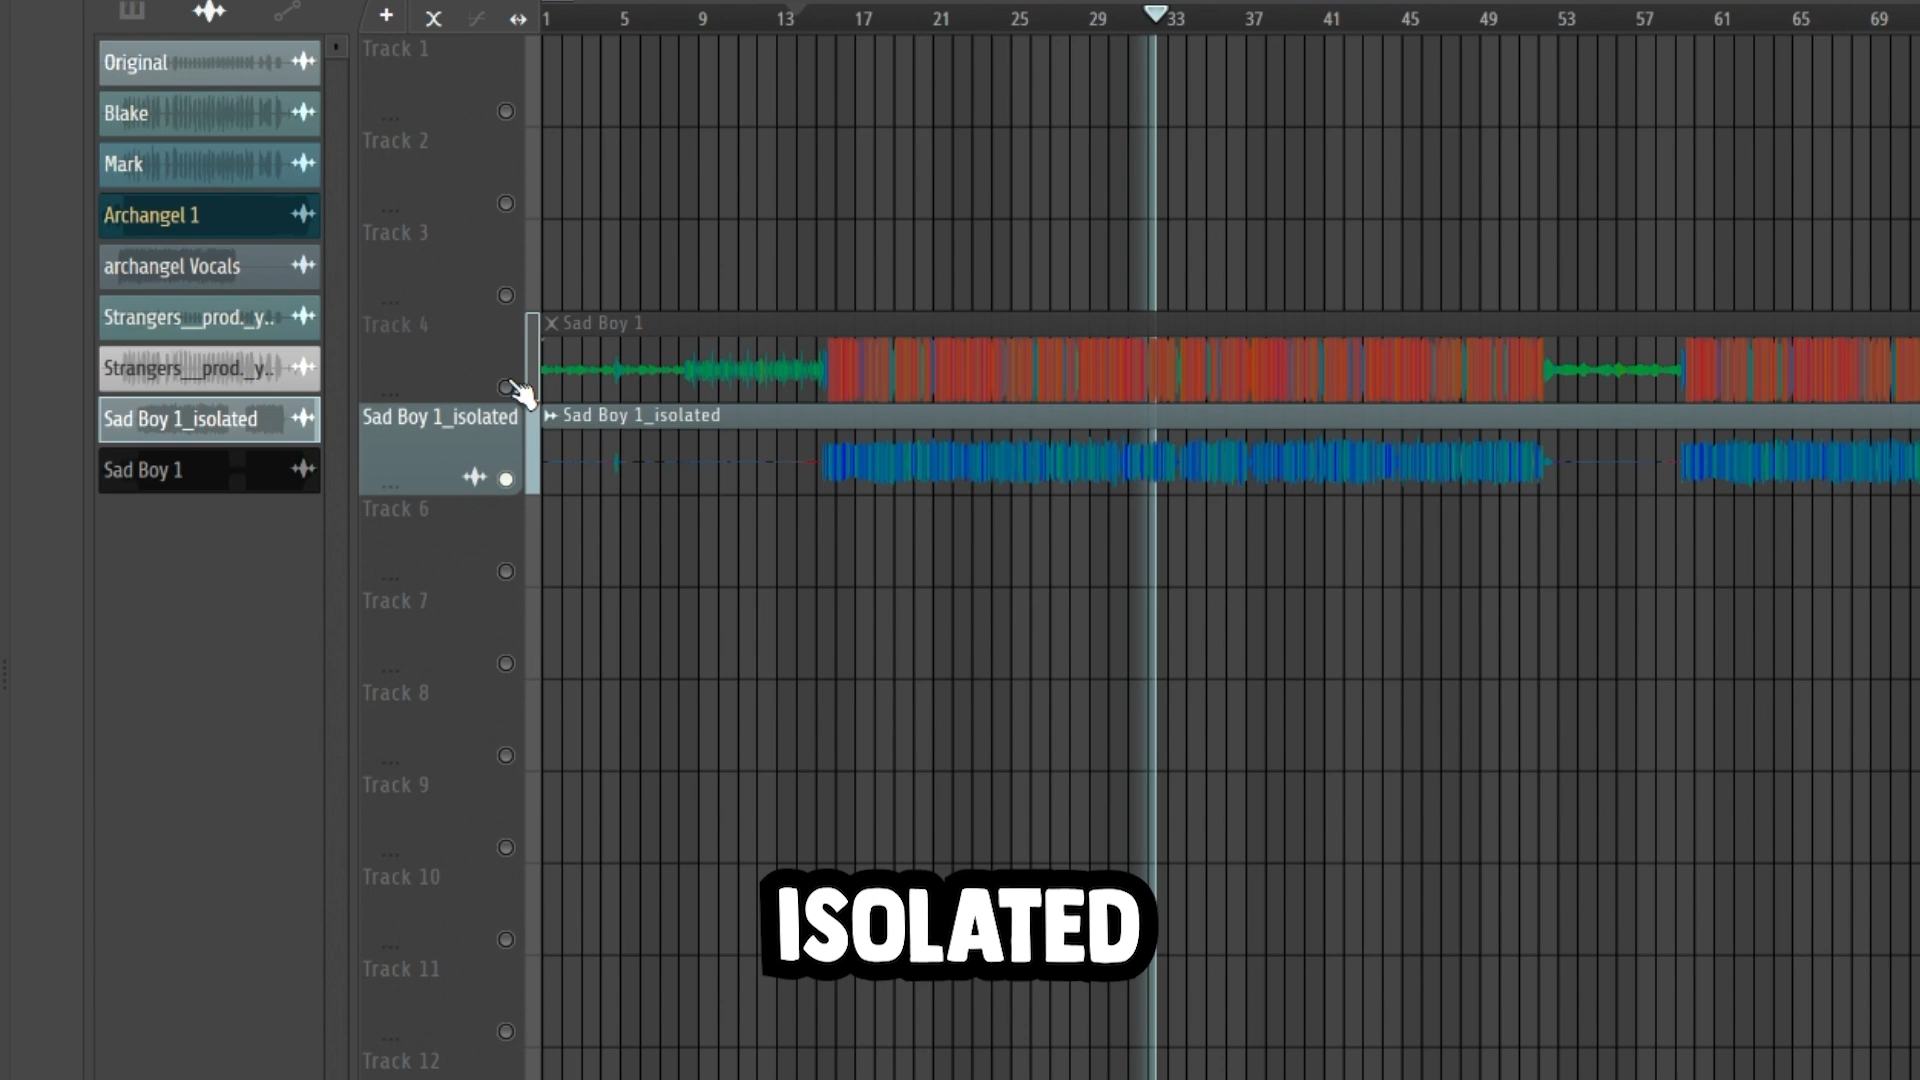 1 5 9 13 17 21 25 29 33 37 41 45 49 53 57 61 65 69
Original
Blake
Mark
Archangel 1
archangel Vocals
Strangers__prod._y..
Strangers__prod._y..
Sad Boy 1_isolated
Sad Boy 1
Track 1
Track 2
Track 3
Track 4
Sad Boy 1
Sad Boy 1_isolated
Sad Boy 1_isolated
Track 6
Track 7
Track 8
Track 9
Track 10
Track 11
Track 12
ISOLATED